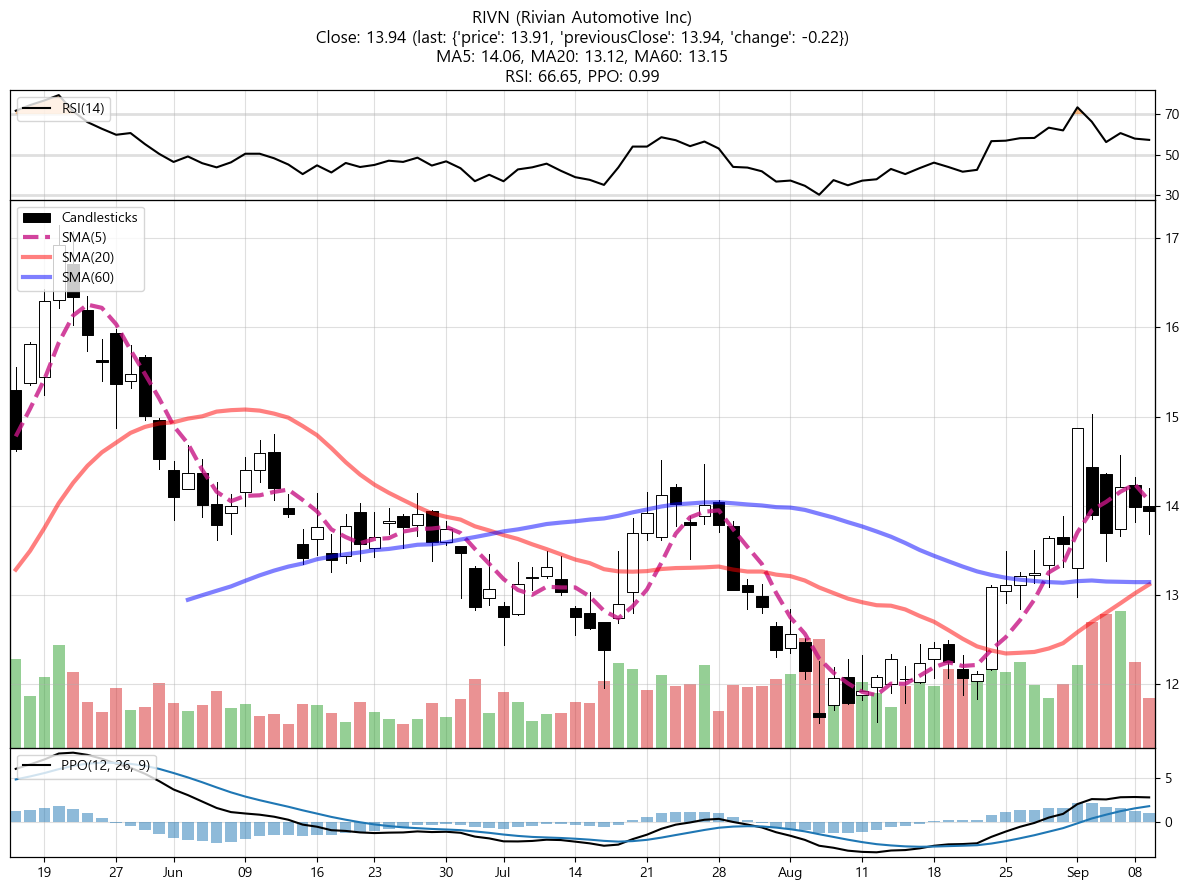 RIVN (Rivian Automotive Inc)
Close: 13.94 (last: {'price': 13.91, 'previousClose': 13.94, 'change': -0.22})
MA5: 14.06, MA20: 13.12, MA60: 13.15
RSI: 66.65, PPO: 0.99
RSI(14)
70
50
30
Candlesticks
SMA(5)
SMA(20)
SMA(60)
17
16
15
14
13
12
PPO(12, 26, 9)
5
0
19 27 Jun 09 16 23 30 Jul 14 21 28 Aug 11 18 25 Sep 08